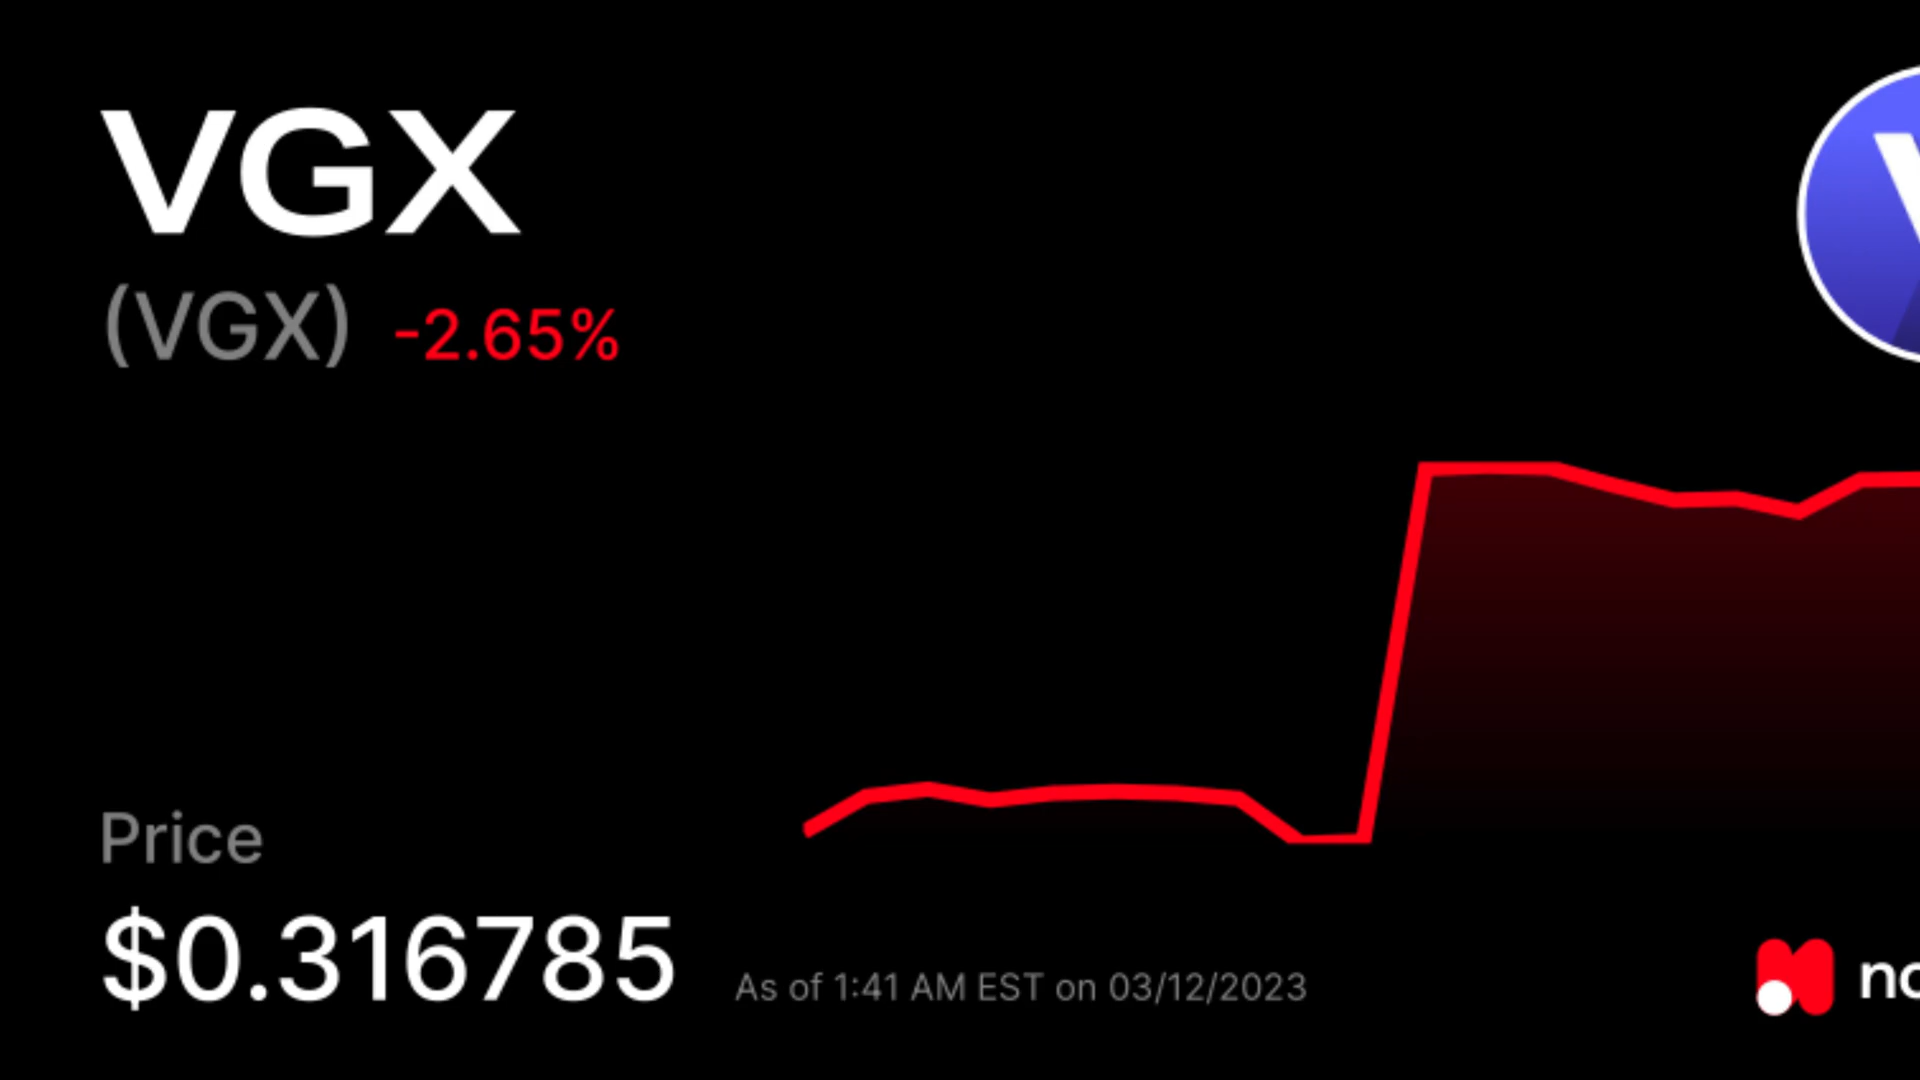 VGX
(VGX) -2.65%
Price
$0.316785
As of 1:41 AM EST on 03/12/2023